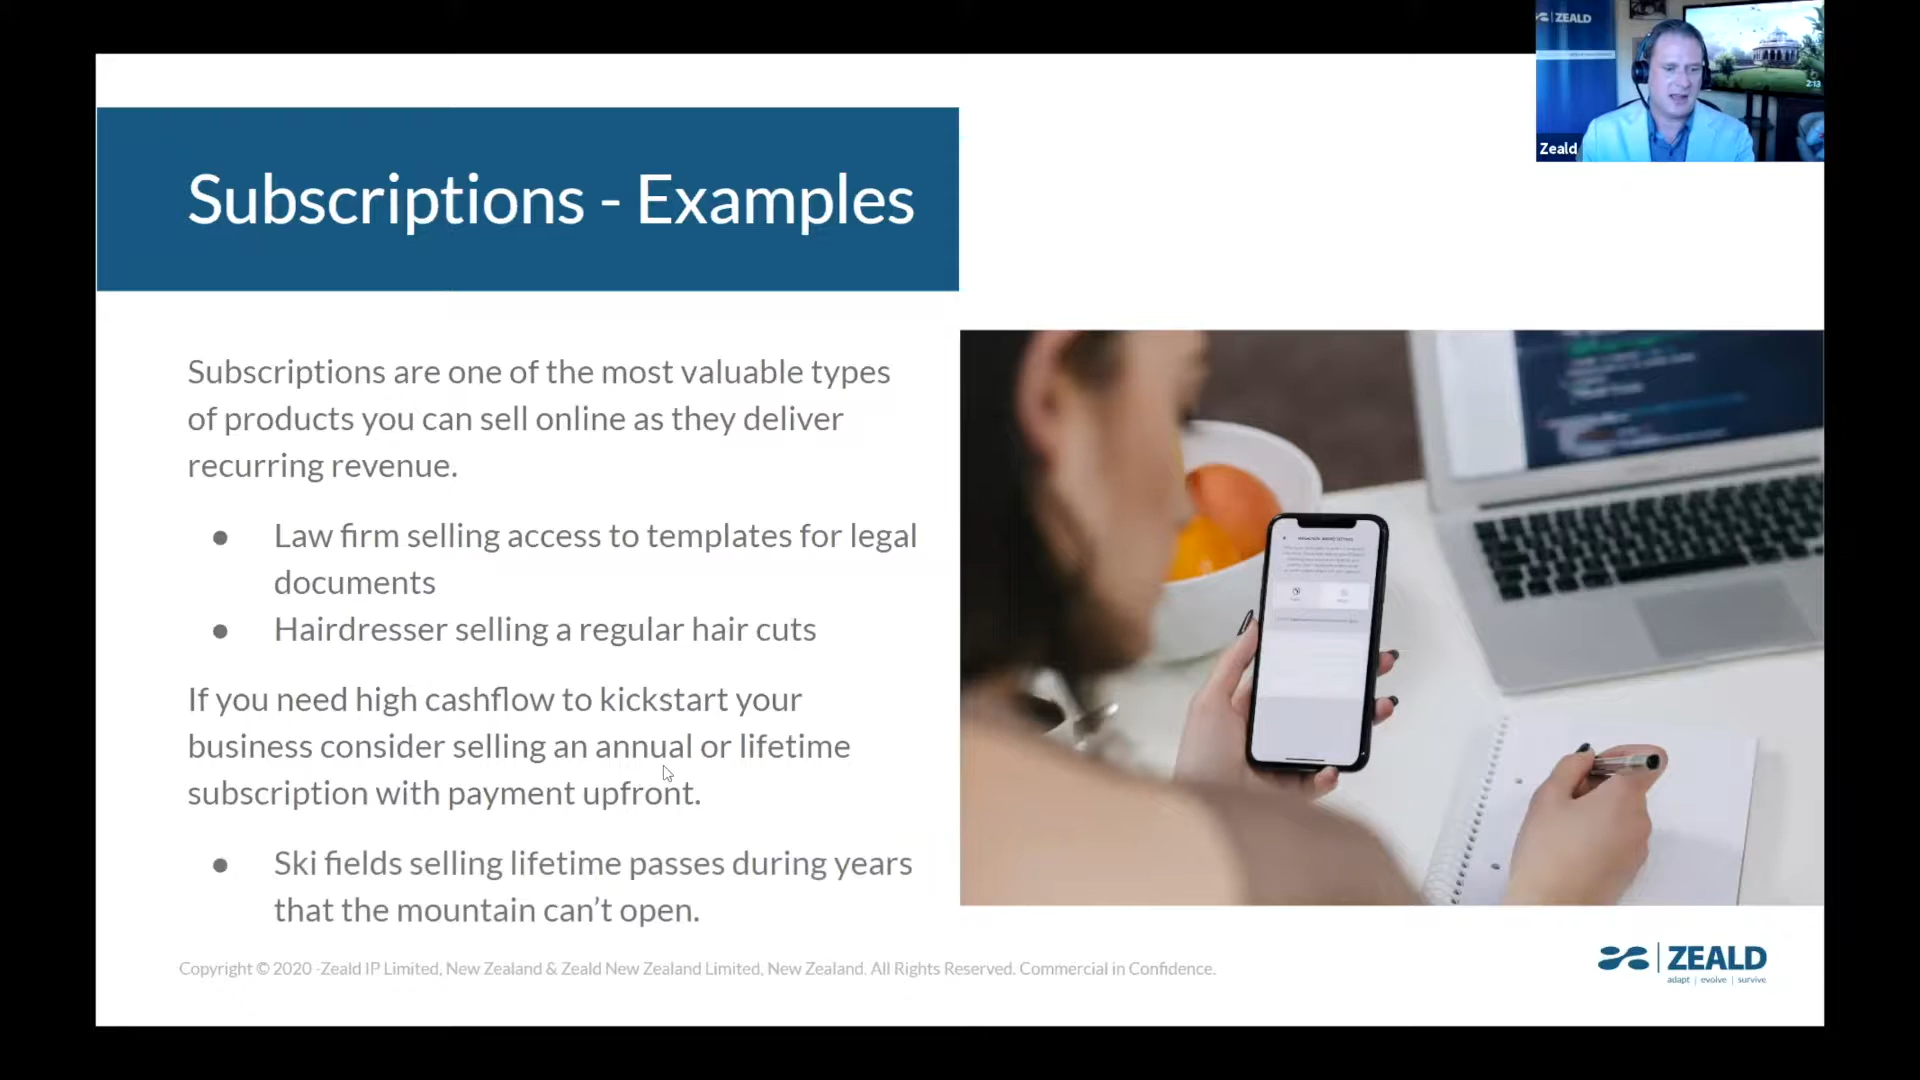 ZEALD
Zeald
Subscriptions - Examples
Subscriptions are one of the most valuable types
of products you can sell online as they deliver
recurring revenue.
● Law firm selling access to templates for legal
documents
● Hairdresser selling a regular hair cuts
If you need high cashflow to kickstart your
business consider selling an annual or lifetime
subscription with payment upfront.
● Ski fields selling lifetime passes during years
that the mountain can’t open.
Copyright © 2020 -Zeald IP Limited, New Zealand & Zeald New Zealand Limited, New Zealand. All Rights Reserved. Commercial in Confidence.
ZEALD
adapt | evolve | survive